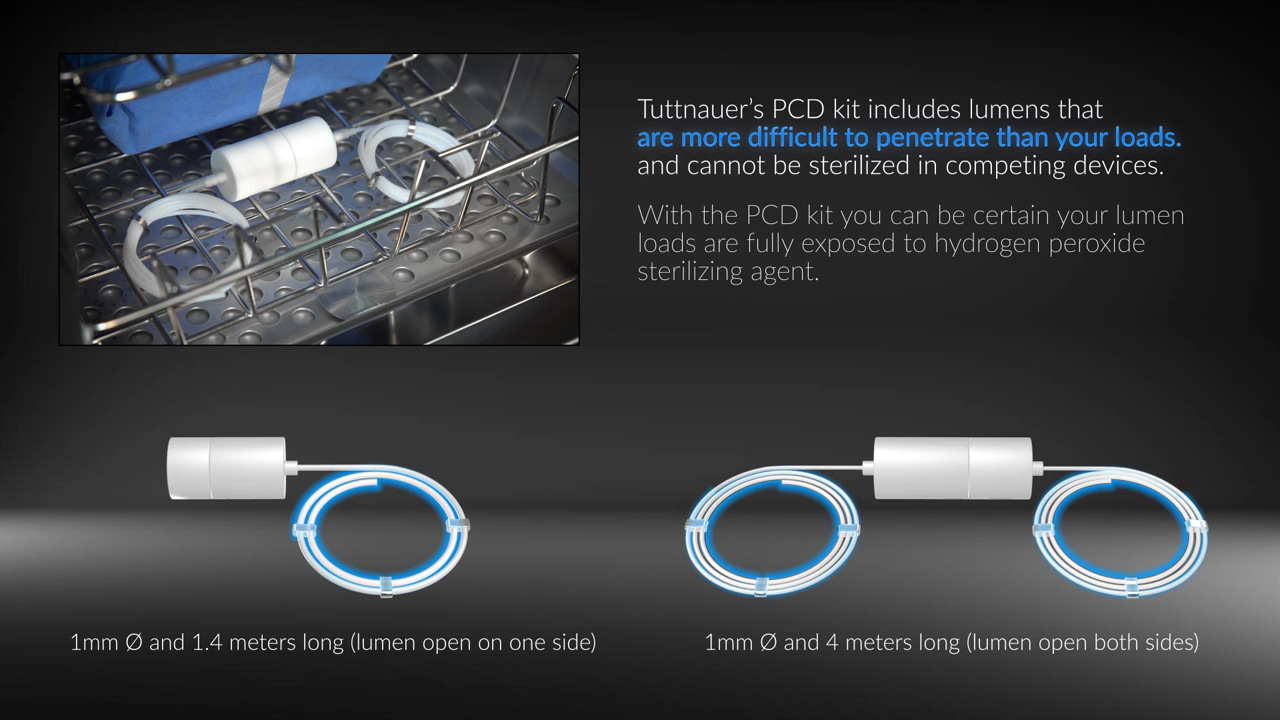 Tuttnauer’s PCD kit includes lumens that
are more difficult to penetrate than your loads.
and cannot be sterilized in competing devices.
With the PCD kit you can be certain your lumen
loads are fully exposed to hydrogen peroxide
sterilizing agent.
1mm Ø and 1.4 meters long (lumen open on one side)
1mm Ø and 4 meters long (lumen open both sides)